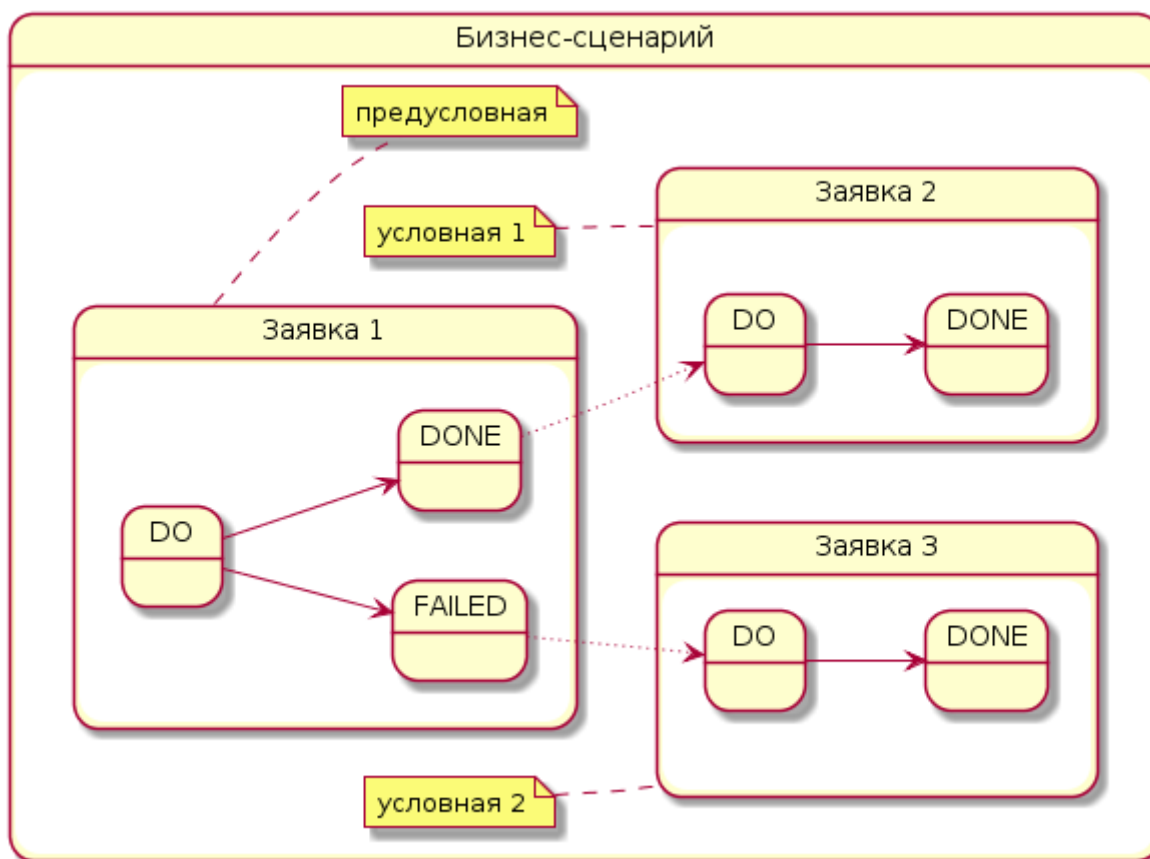 Бизнес-сценарий
предусловная
Заявка 2
условная 1
DO
DONE
Заявка 1
DONE
DO
FAILED
Заявка 3
DO
DONE
условная 2